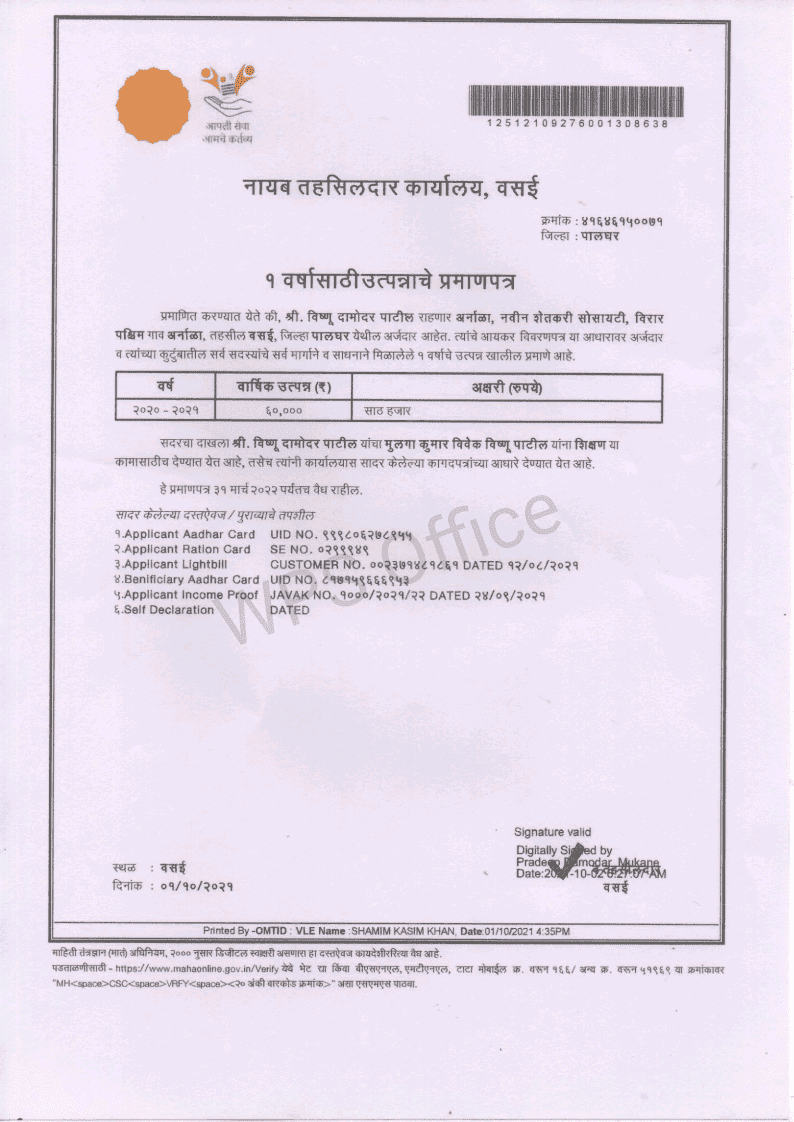 आपली सेवा
आमचे कर्तव्य
12512109276001308638
नायब तहसिलदार कार्यालय, वसई
क्रमांक : ४१६४६१५००७१
जिल्हा : पालघर
१ वर्षासाठी उत्पन्नाचे प्रमाणपत्र
प्रमाणित करण्यात येते की, श्री. विष्णू दामोदर पाटील राहणार अर्नाळा, नवीन शेतकरी सोसायटी, विरार
पश्चिम गाव अर्नाळा, तहसील वसई, जिल्हा पालघर येथील अर्जदार आहेत. त्यांचे आयकर विवरणपत्र या आधारावर अर्जदार
व त्यांच्या कुटुंबातील सर्व सदस्यांचे सर्व मार्गाने व साधनाने मिळालेले १ वर्षाचे उत्पन्न खालील प्रमाणे आहे.
वर्ष वार्षिक उत्पन्न (₹) अक्षरी (रुपये)
२०२० - २०२१ ६०,००० साठ हजार
सदरचा दाखला श्री. विष्णू दामोदर पाटील यांचा मुलगा कुमार विवेक विष्णू पाटील यांना शिक्षण या
कामासाठीच देण्यात येत आहे, तसेच त्यांनी कार्यालयास सादर केलेल्या कागदपत्रांच्या आधारे देण्यात येत आहे.
हे प्रमाणपत्र ३१ मार्च २०२२ पर्यंतच वैध राहील.
सादर केलेल्या दस्तऐवज / पुराव्याचे तपशील
१.Applicant Aadhar Card UID NO. ९९९८०६२७८९५५
२.Applicant Ration Card SE NO. ०२९९९४९
३.Applicant Lightbill CUSTOMER NO. ००२३७१४८१८६१ DATED १२/०८/२०२१
४.Benificiary Aadhar Card UID NO. ८१७१५९६६६९५३
५.Applicant Income Proof JAVAK NO. १०००/२०२१/२२ DATED २४/०९/२०२१
६.Self Declaration DATED
WPS Office
Signature valid
Digitally Signed by
Pradeep Damodar Mukane
Date:2021-10-02 6:27:07 AM
तहसीलदार
वसई
स्थळ : वसई
दिनांक : ०१/१०/२०२१
Printed By -OMTID : VLE Name :SHAMIM KASIM KHAN, Date:01/10/2021 4:35PM
माहिती तंत्रज्ञान (मात) अधिनियम, २००० नुसार डिजीटल स्वाक्षरी असणारा हा दस्तऐवज कायदेशीररित्या वैध आहे.
पडताळणीसाठी - https://www.mahaonline.gov.in/Verify येथे भेट द्या किंवा बीएसएनएल, एमटीएनएल, टाटा मोबाईल क्र. वरून १६६/ अन्य क्र. वरून ५१९६९ या क्रमांकावर
"MH<space>CSC<space>VRFY<space><२० अंकी बारकोड क्रमांक>" असा एसएमएस पाठवा.